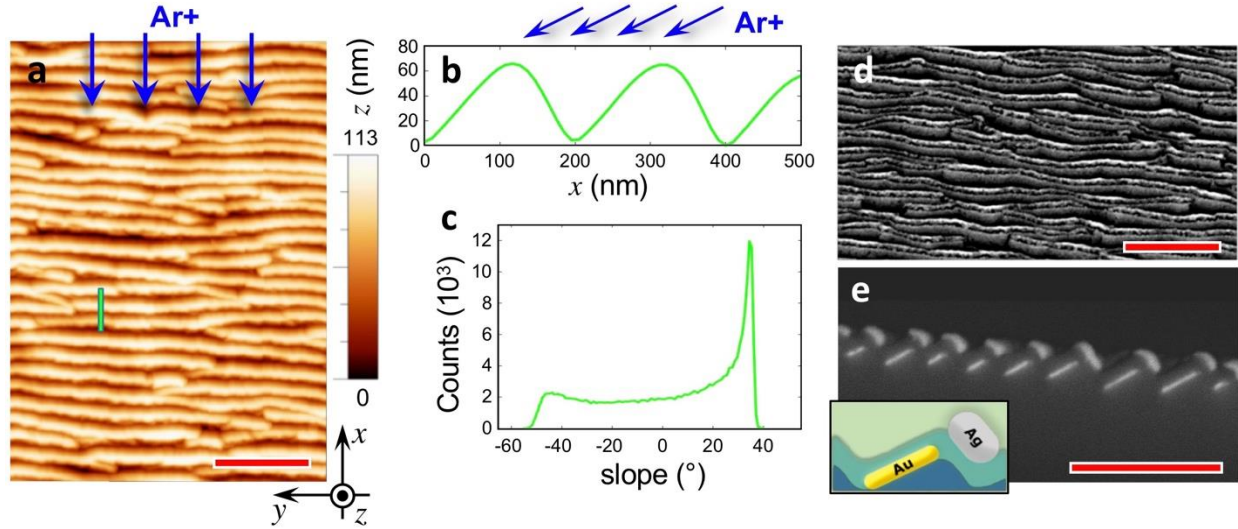 Ar+
a
113
0
x
y
z
Ar+
b
z (nm)
80
60
40
20
0
0 100 200 300 400 500
x (nm)
c
Counts (10³)
12
10
8
6
4
2
0
-60 -40 -20 0 20 40
slope (°)
d
e
Au
Ag